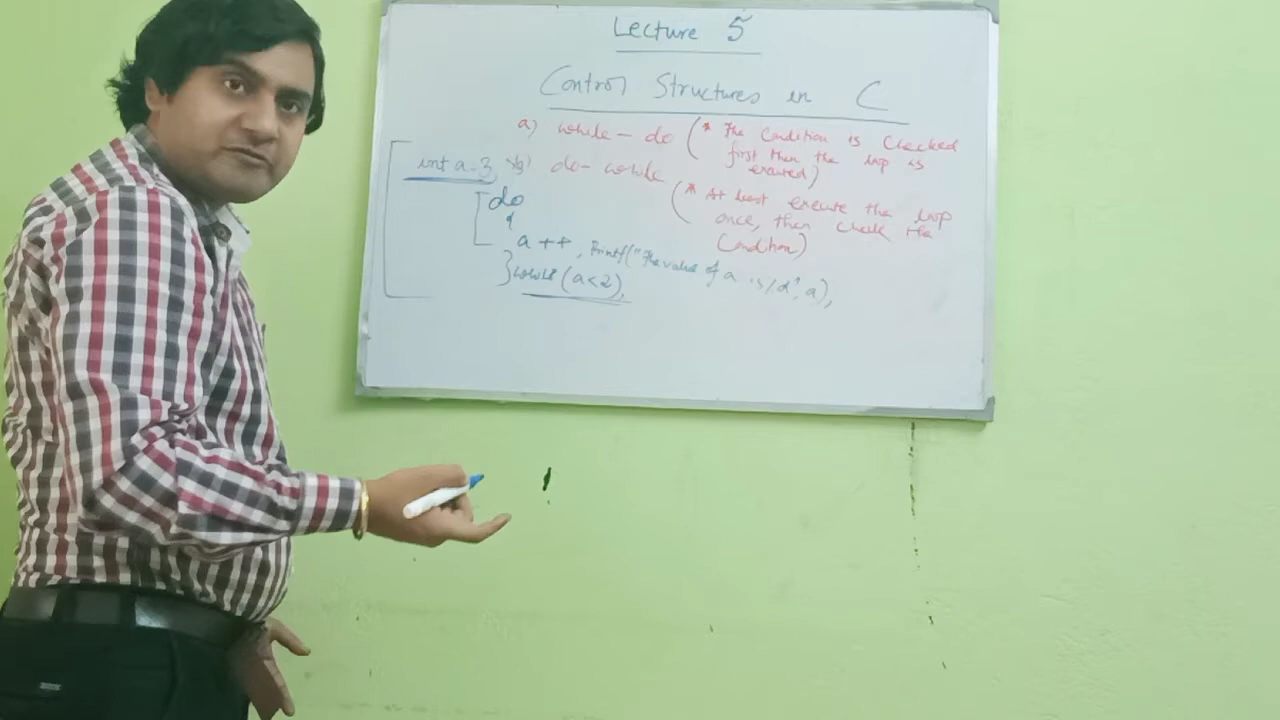 Lecture 5
Control Structures in C
a) while - do (* The Condition is Checked
first then the loop is
do - while
(* At least execute the loop
once, then check the
Condition)
int a = 3,
do
{
a ++, Printf("The value of a is %d", a),
} while (a<2),